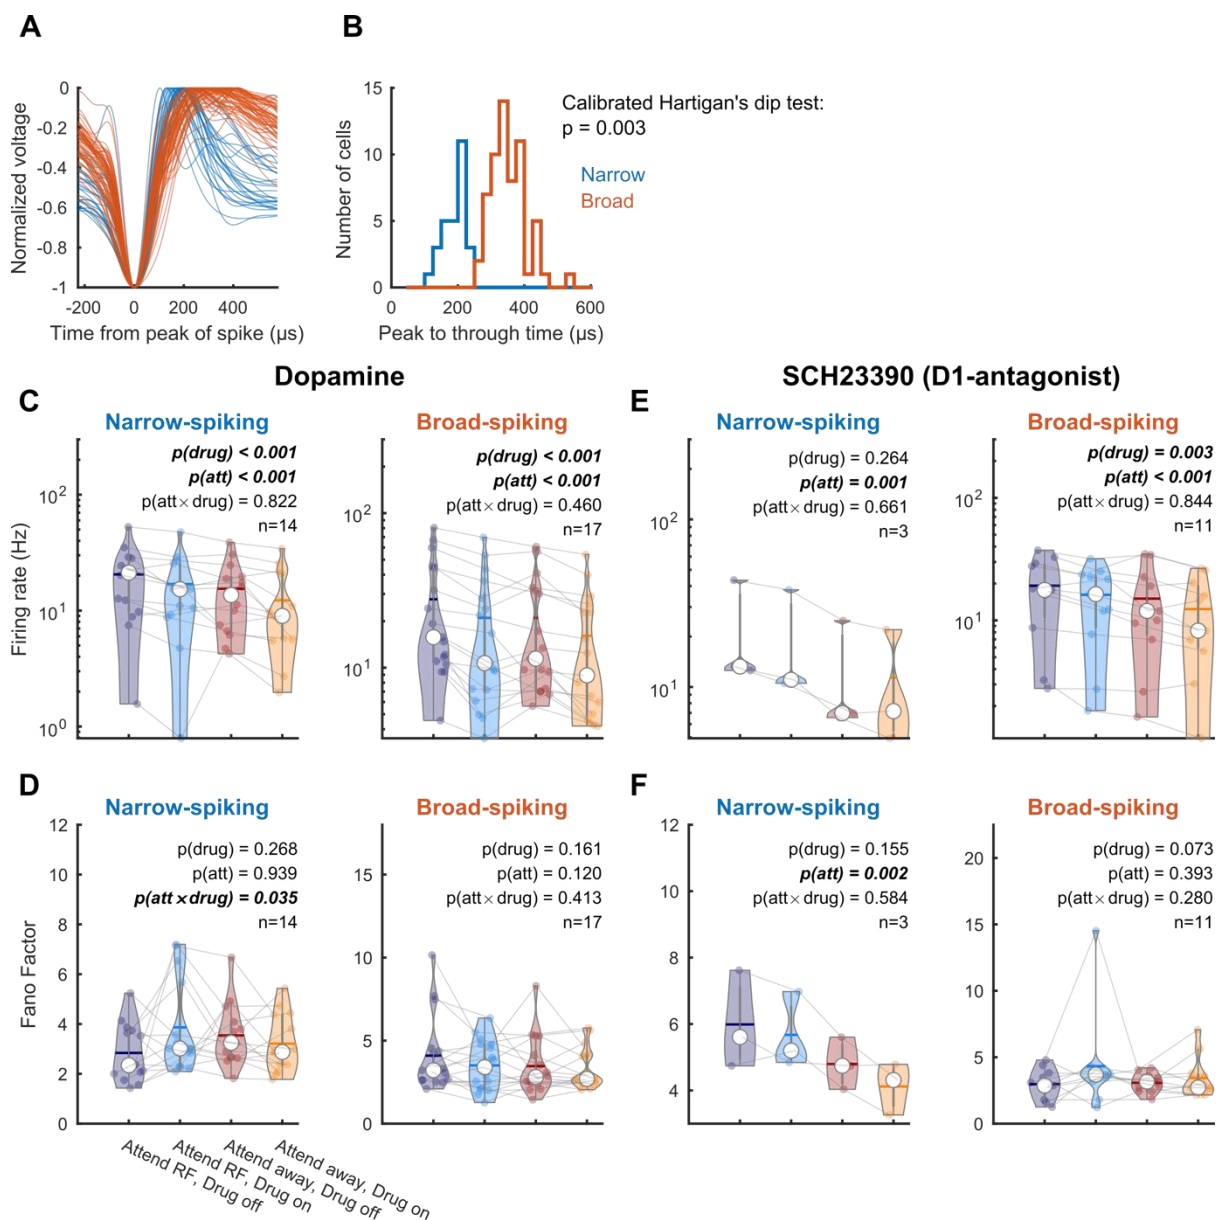 A
B
0
-0.2
-0.4
-0.6
-0.8
-1
Normalized voltage
-200 0 200 400
Time from peak of spike (µs)
15
10
5
0
Number of cells
0 200 400 600
Peak to through time (µs)
Calibrated Hartigan's dip test:
p = 0.003
Narrow
Broad
Dopamine
SCH23390 (D1-antagonist)
C
Narrow-spiking
p(drug) < 0.001
p(att) < 0.001
p(att×drug) = 0.822
n=14
10²
10¹
10⁰
Firing rate (Hz)
Broad-spiking
p(drug) < 0.001
p(att) < 0.001
p(att×drug) = 0.460
n=17
10²
10¹
E
Narrow-spiking
p(drug) = 0.264
p(att) = 0.001
p(att×drug) = 0.661
n=3
10²
10¹
Broad-spiking
p(drug) = 0.003
p(att) < 0.001
p(att×drug) = 0.844
n=11
10²
10¹
D
Narrow-spiking
p(drug) = 0.268
p(att) = 0.939
p(att×drug) = 0.035
n=14
12
10
8
6
4
2
0
Fano Factor
Attend RF, Drug off
Attend RF, Drug on
Attend away, Drug off
Attend away, Drug on
Broad-spiking
p(drug) = 0.161
p(att) = 0.120
p(att×drug) = 0.413
n=17
15
10
5
0
F
Narrow-spiking
p(drug) = 0.155
p(att) = 0.002
p(att×drug) = 0.584
n=3
12
10
8
6
4
Broad-spiking
p(drug) = 0.073
p(att) = 0.393
p(att×drug) = 0.280
n=11
20
15
10
5
0